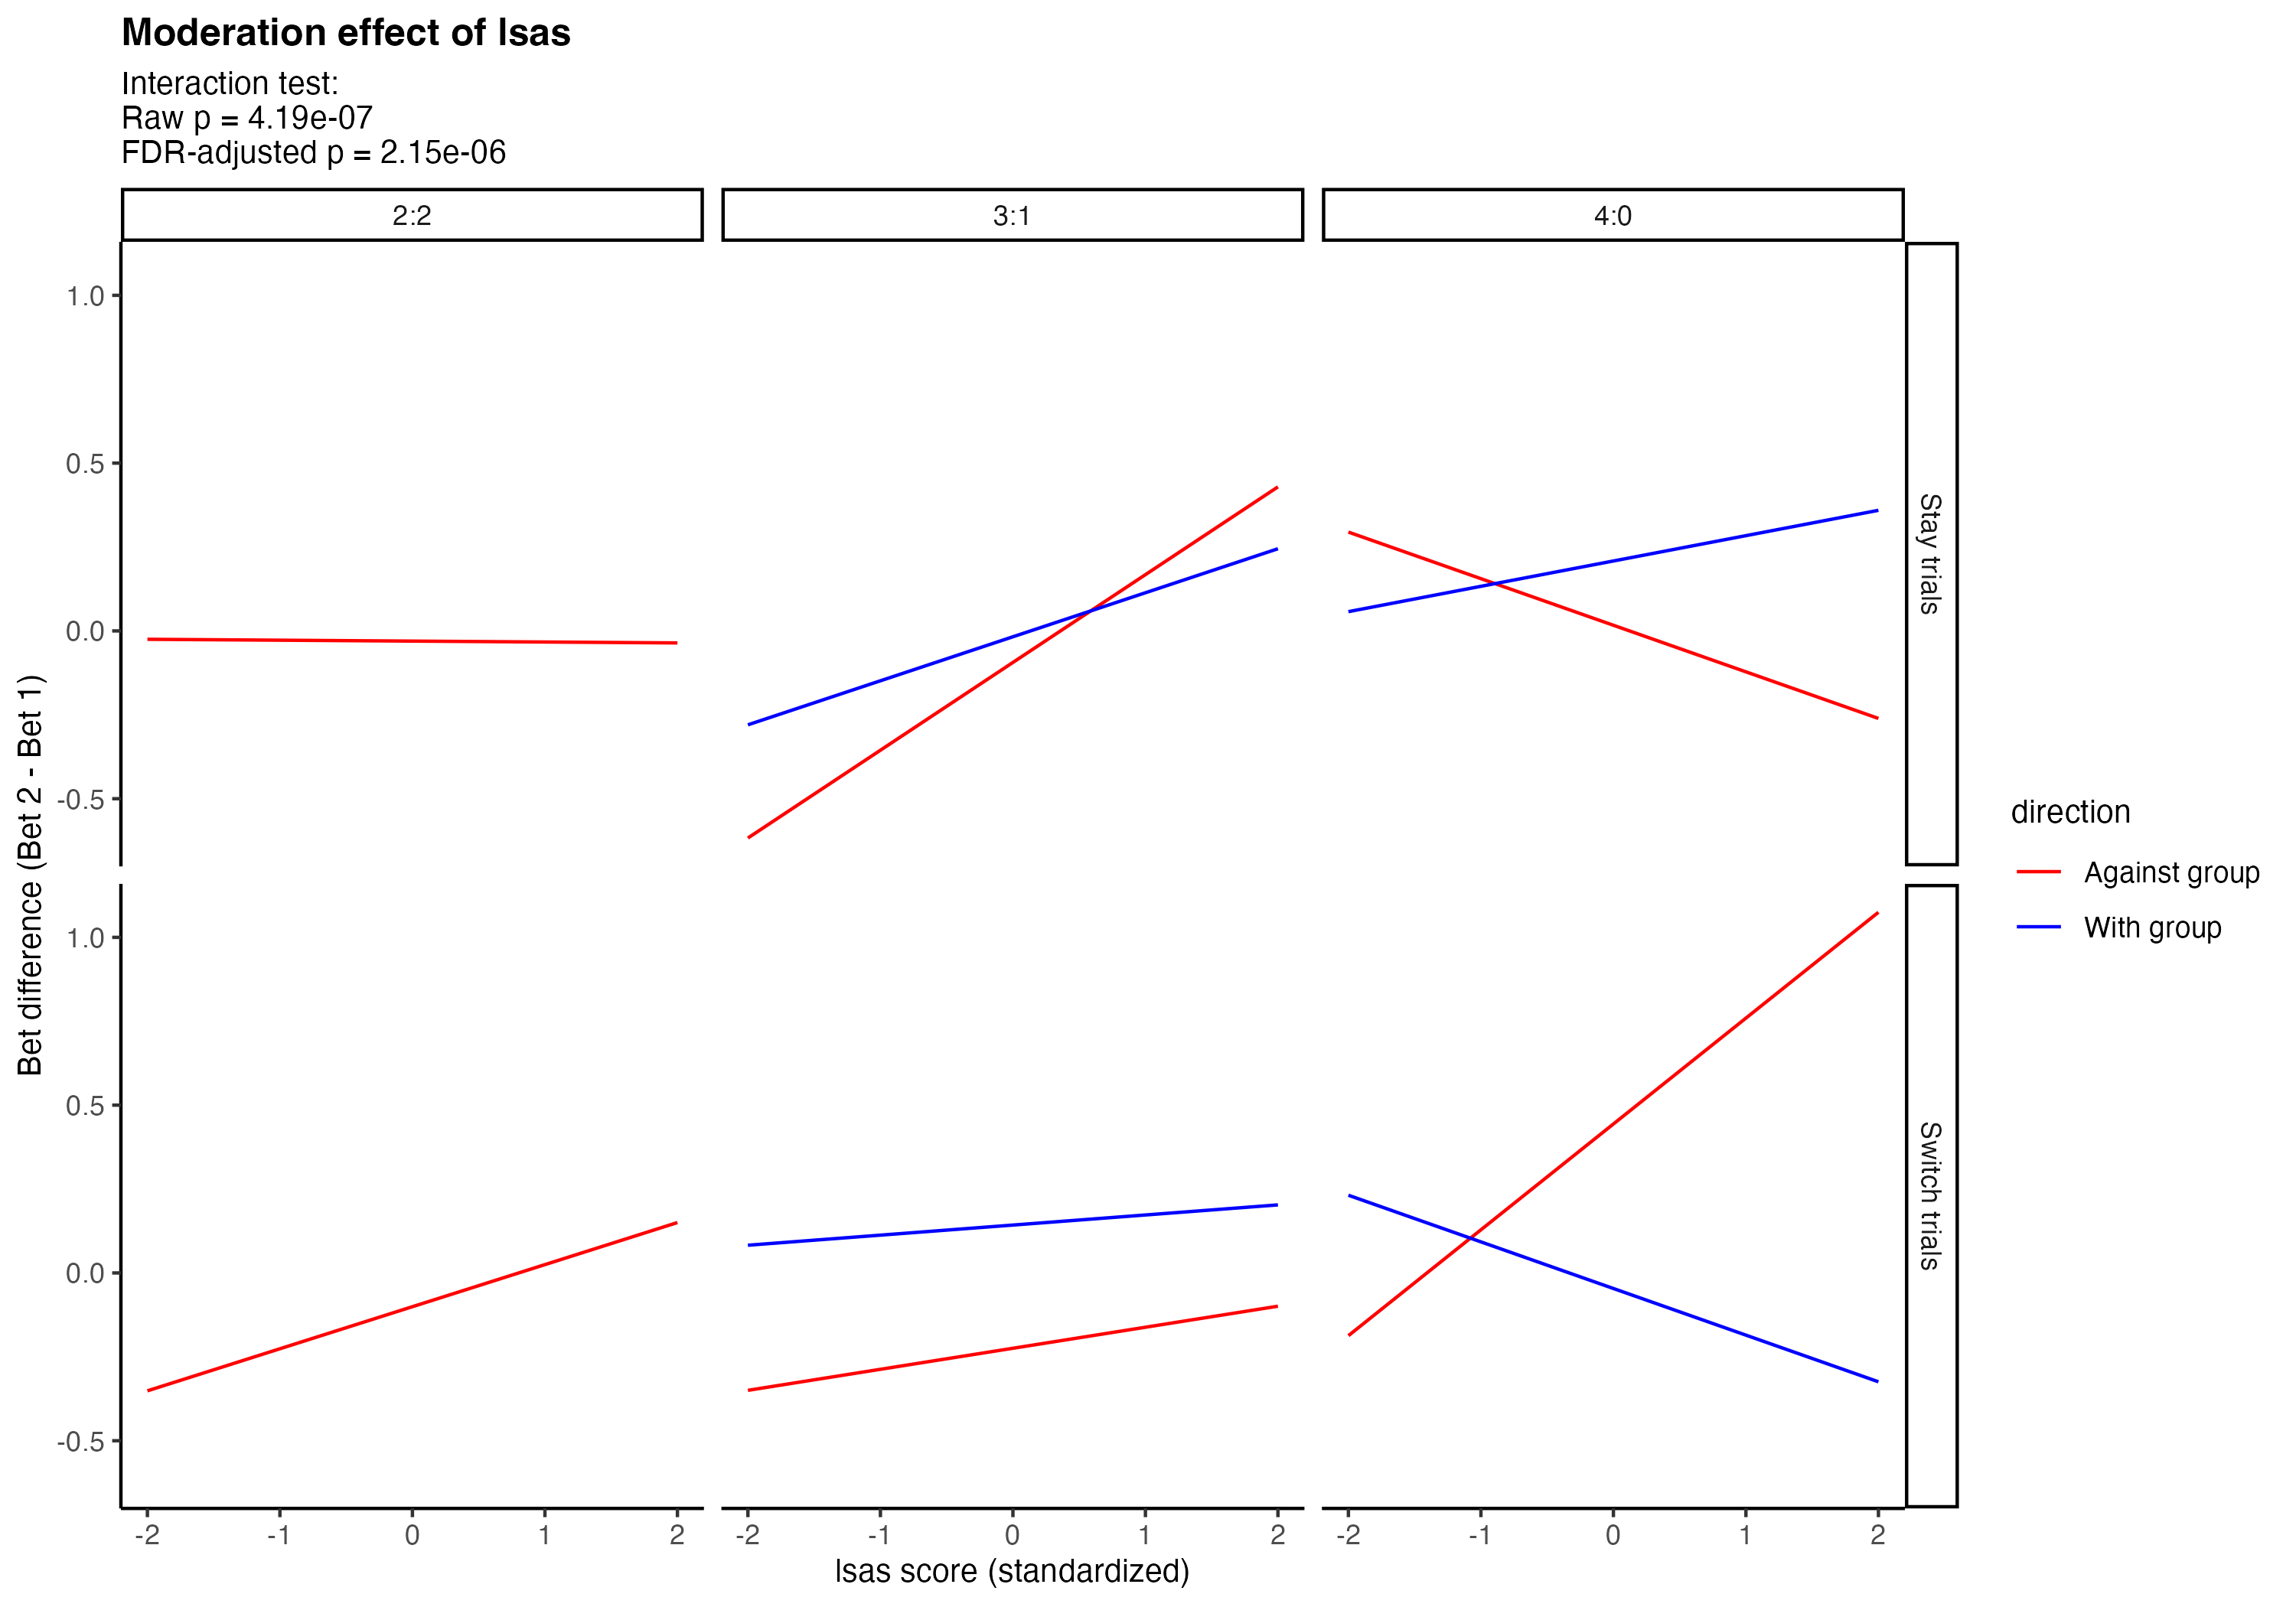 Moderation effect of lsas
Interaction test:
Raw p = 4.19e-07
FDR-adjusted p = 2.15e-06
2:2
3:1
4:0
1.0
0.5
0.0
-0.5
Stay trials
1.0
0.5
0.0
-0.5
Switch trials
Bet difference (Bet 2 - Bet 1)
-2 -1 0 1 2
-2 -1 0 1 2
-2 -1 0 1 2
lsas score (standardized)
direction
Against group
With group